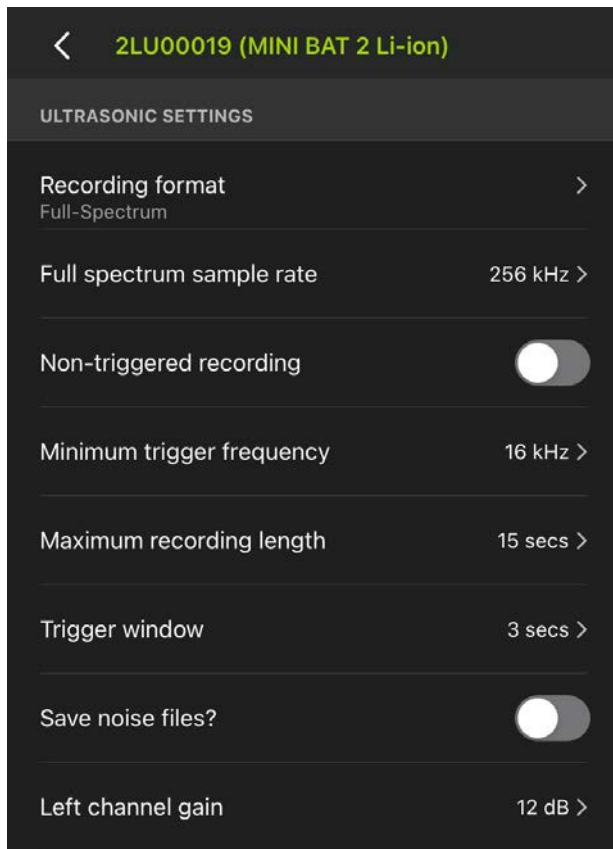 2LU00019 (MINI BAT 2 Li-ion)
ULTRASONIC SETTINGS
Recording format
Full-Spectrum
Full spectrum sample rate 256 kHz
Non-triggered recording
Minimum trigger frequency 16 kHz
Maximum recording length 15 secs
Trigger window 3 secs
Save noise files?
Left channel gain 12 dB